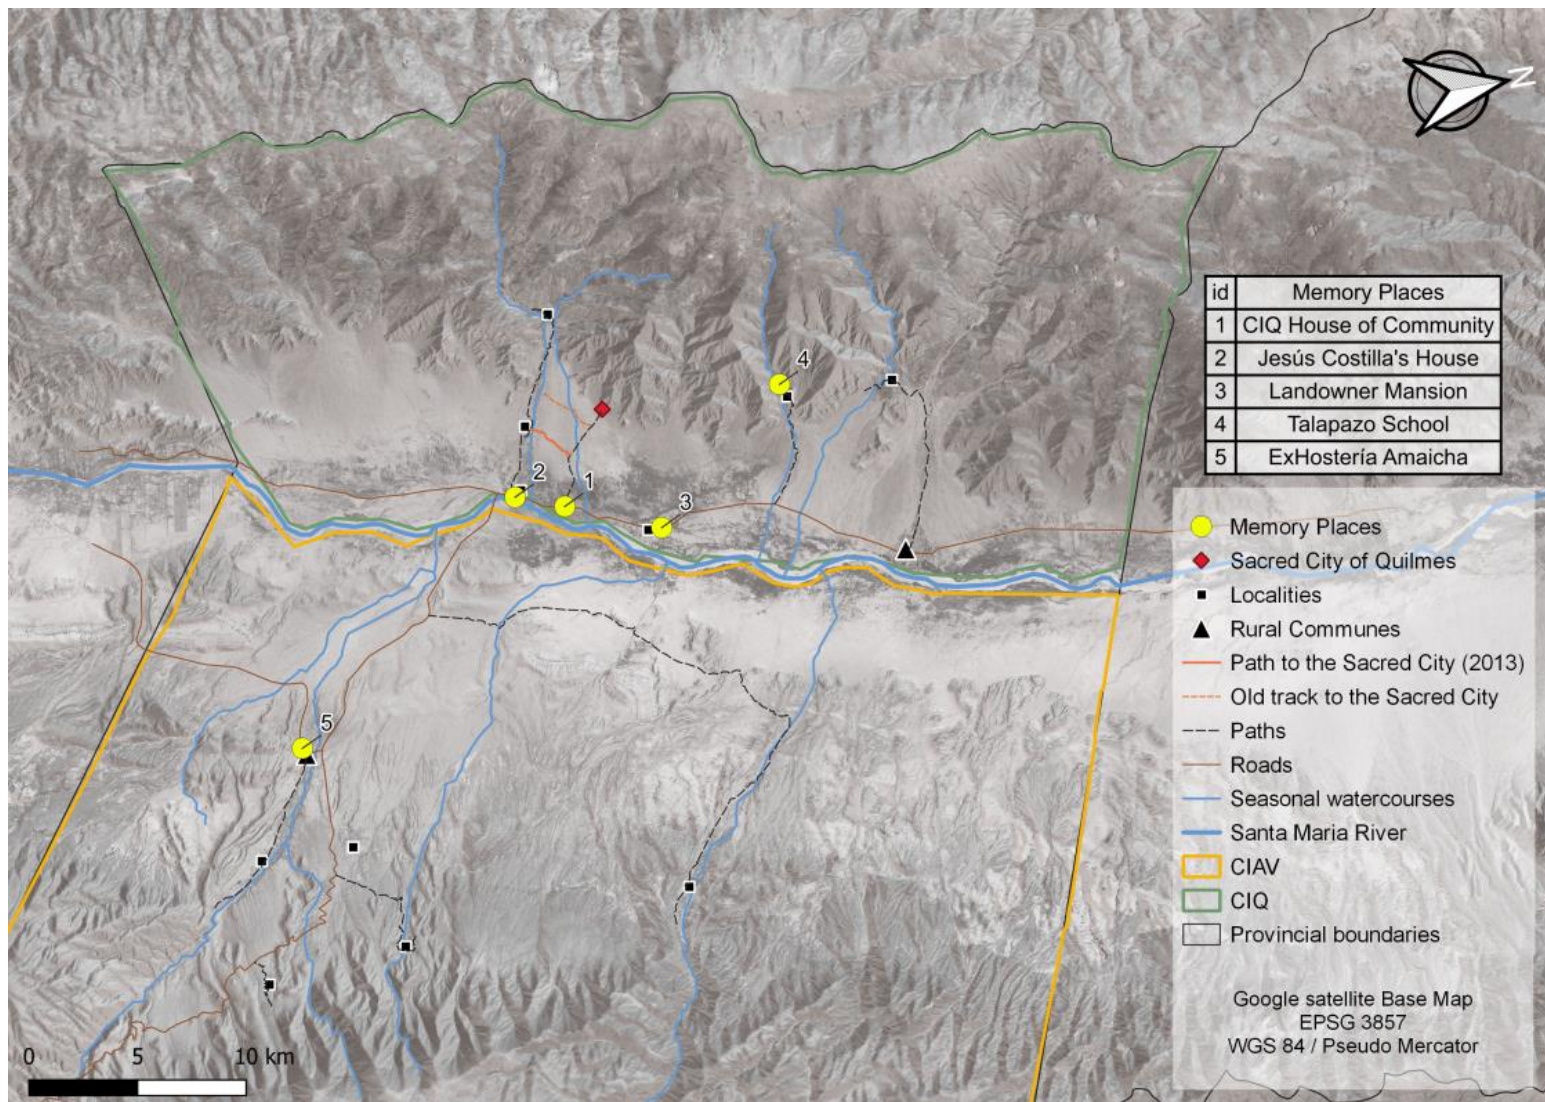 N
id Memory Places
1 CIQ House of Community
2 Jesús Costilla's House
3 Landowner Mansion
4 Talapazo School
5 ExHostería Amaicha
4
2
1
3
5
Memory Places
Sacred City of Quilmes
Localities
Rural Communes
Path to the Sacred City (2013)
Old track to the Sacred City
Paths
Roads
Seasonal watercourses
Santa Maria River
CIAV
CIQ
Provincial boundaries
Google satellite Base Map
EPSG 3857
WGS 84 / Pseudo Mercator
0 5 10 km